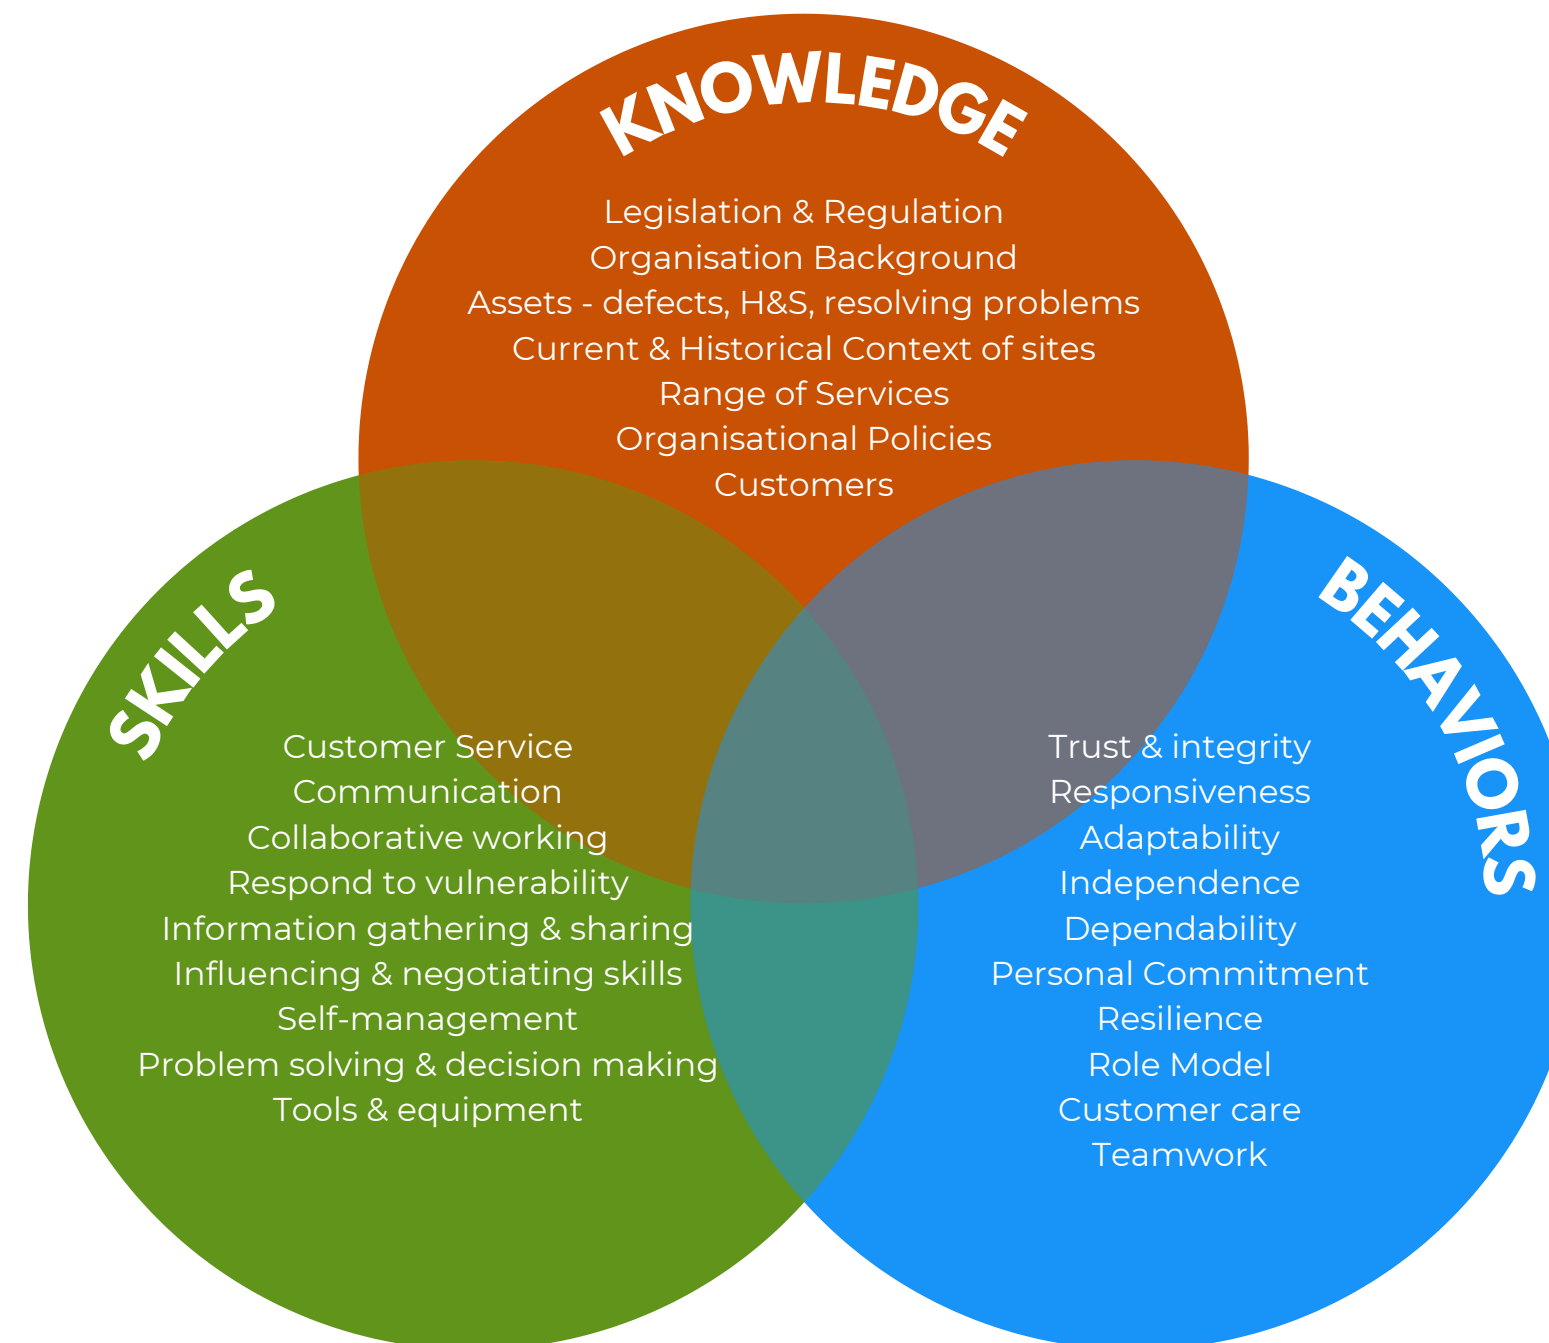 KNOWLEDGE
Legislation & Regulation
Organisation Background
Assets - defects, H&S, resolving problems
Current & Historical Context of sites
Range of Services
Organisational Policies
Customers
SKILLS
Customer Service
Communication
Collaborative working
Respond to vulnerability
Information gathering & sharing
Influencing & negotiating skills
Self-management
Problem solving & decision making
Tools & equipment
BEHAVIORS
Trust & integrity
Responsiveness
Adaptability
Independence
Dependability
Personal Commitment
Resilience
Role Model
Customer care
Teamwork